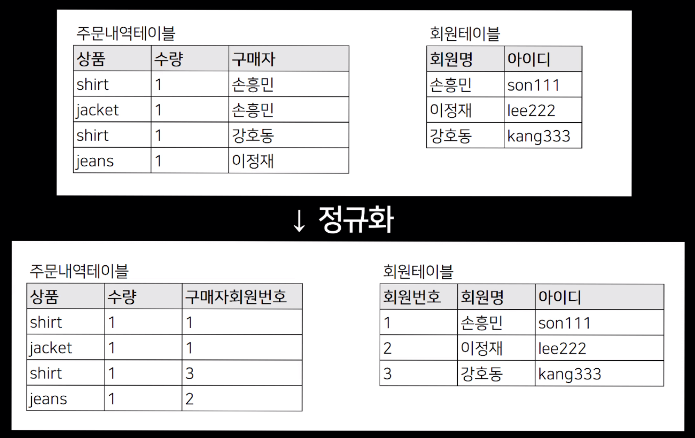 주문내역테이블
상품 수량 구매자
shirt 1 손흥민
jacket 1 손흥민
shirt 1 강호동
jeans 1 이정재
회원테이블
회원명 아이디
손흥민 son111
이정재 lee222
강호동 kang333
↓ 정규화
주문내역테이블
상품 수량 구매자회원번호
shirt 1 1
jacket 1 1
shirt 1 3
jeans 1 2
회원테이블
회원번호 회원명 아이디
1 손흥민 son111
2 이정재 lee222
3 강호동 kang333